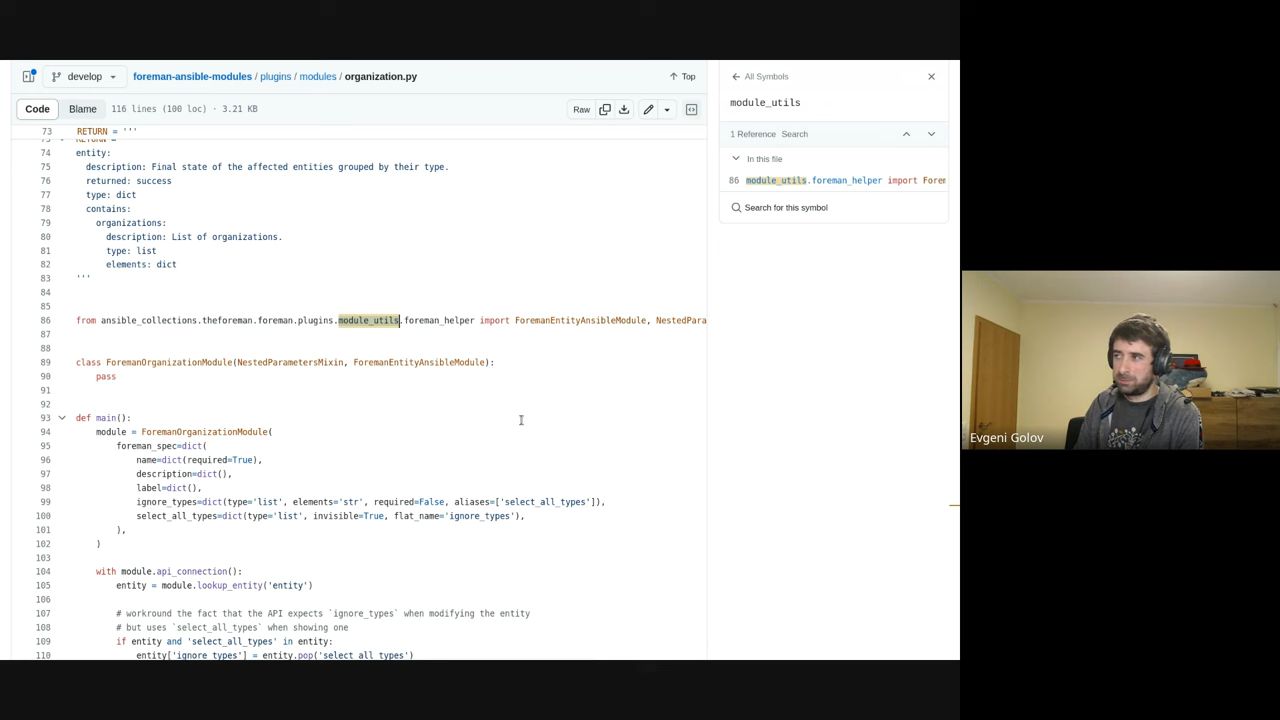 develop
foreman-ansible-modules / plugins / modules / organization.py
Top
Code Blame 116 lines (100 loc) · 3.21 KB
Raw
73 RETURN = '''
74 entity:
75 description: Final state of the affected entities grouped by their type.
76 returned: success
77 type: dict
78 contains:
79 organizations:
80 description: List of organizations.
81 type: list
82 elements: dict
83 '''
84
85
86 from ansible_collections.theforeman.foreman.plugins.module_utils.foreman_helper import ForemanEntityAnsibleModule, NestedPara
87
88
89 class ForemanOrganizationModule(NestedParametersMixin, ForemanEntityAnsibleModule):
90 pass
91
92
93 def main():
94 module = ForemanOrganizationModule(
95 foreman_spec=dict(
96 name=dict(required=True),
97 description=dict(),
98 label=dict(),
99 ignore_types=dict(type='list', elements='str', required=False, aliases=['select_all_types']),
100 select_all_types=dict(type='list', invisible=True, flat_name='ignore_types'),
101 ),
102 )
103
104 with module.api_connection():
105 entity = module.lookup_entity('entity')
106
107 # workround the fact that the API expects `ignore_types` when modifying the entity
108 # but uses `select_all_types` when showing one
109 if entity and 'select_all_types' in entity:
110 entity['ignore_types'] = entity.pop('select_all_types')
All Symbols
module_utils
1 Reference Search
In this file
86 module_utils.foreman_helper import Forem
Search for this symbol
Evgeni Golov